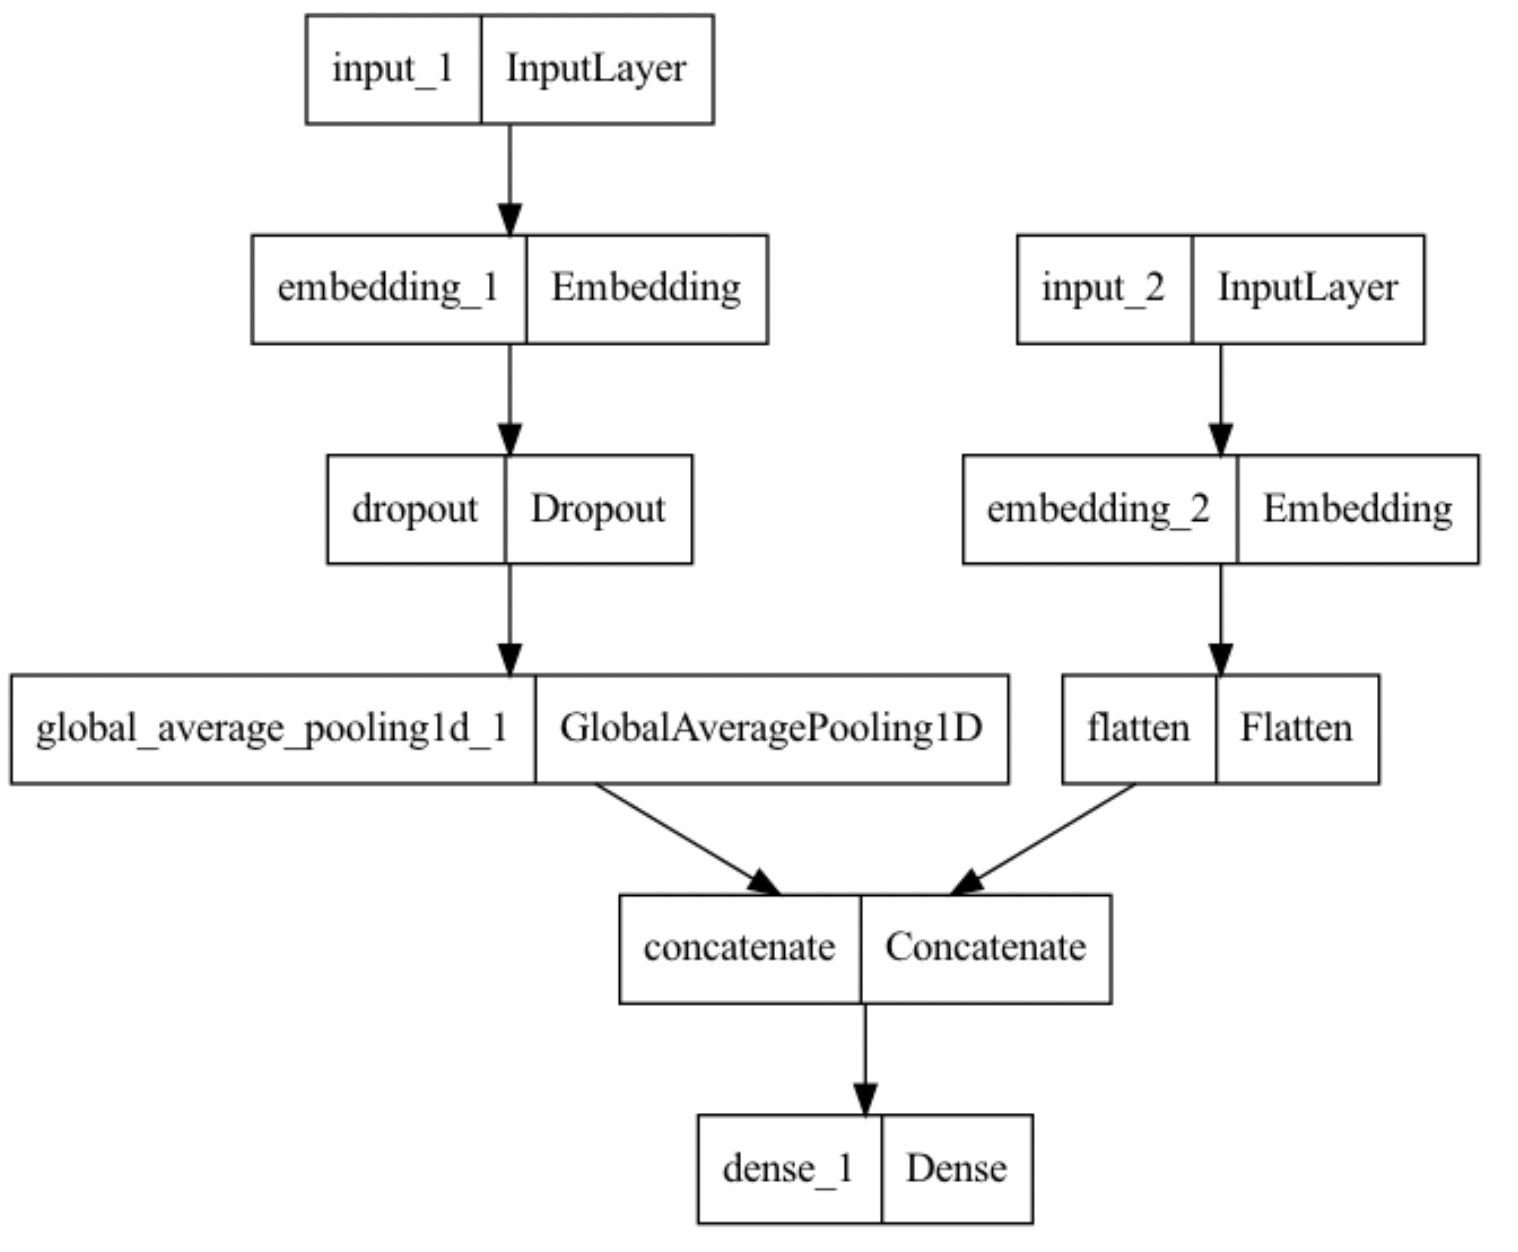 input_1 InputLayer
embedding_1 Embedding
input_2 InputLayer
dropout Dropout
embedding_2 Embedding
global_average_pooling1d_1 GlobalAveragePooling1D
flatten Flatten
concatenate Concatenate
dense_1 Dense